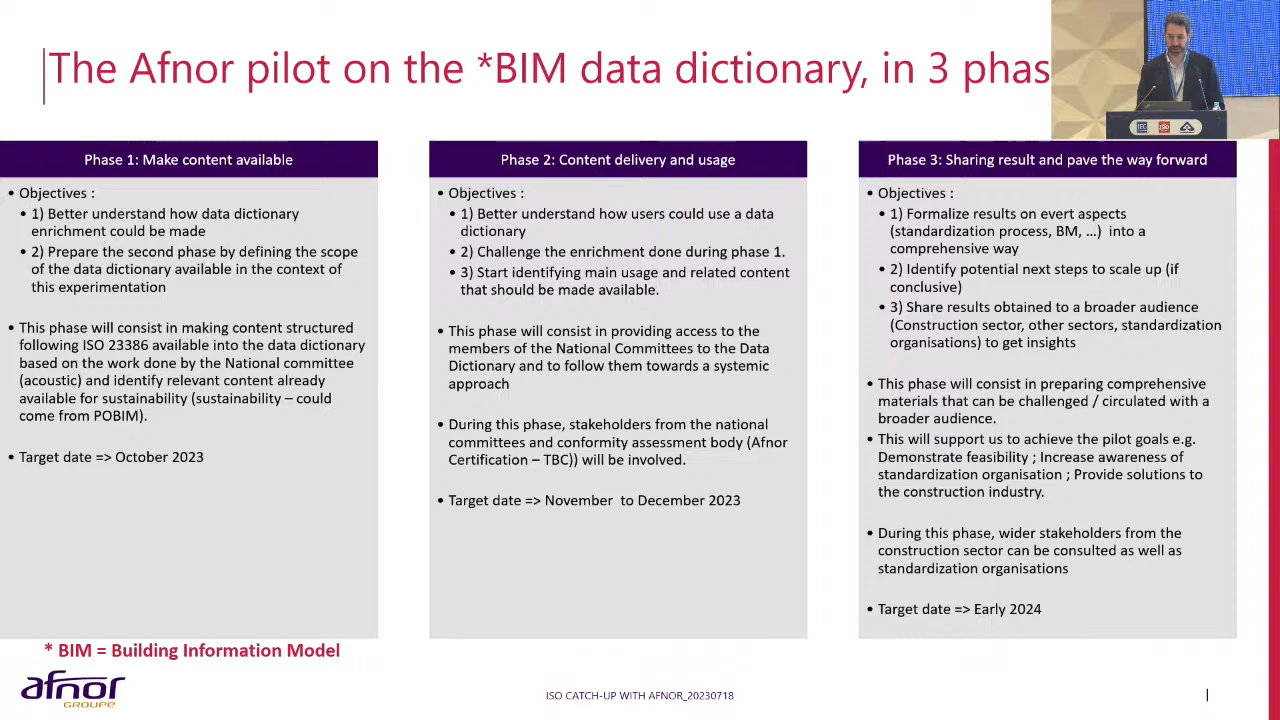 The Afnor pilot on the *BIM data dictionary, in 3 phas
Phase 1: Make content available
• Objectives :
• 1) Better understand how data dictionary
enrichment could be made
• 2) Prepare the second phase by defining the scope
of the data dictionary available in the context of
this experimentation
• This phase will consist in making content structured
following ISO 23386 available into the data dictionary
based on the work done by the National committee
(acoustic) and identify relevant content already
available for sustainability (sustainability – could
come from POBIM).
• Target date => October 2023
Phase 2: Content delivery and usage
• Objectives :
• 1) Better understand how users could use a data
dictionary
• 2) Challenge the enrichment done during phase 1.
• 3) Start identifying main usage and related content
that should be made available.
• This phase will consist in providing access to the
members of the National Committees to the Data
Dictionary and to follow them towards a systemic
approach
• During this phase, stakeholders from the national
committees and conformity assessment body (Afnor
Certification – TBC)) will be involved.
• Target date => November to December 2023
Phase 3: Sharing result and pave the way forward
• Objectives :
• 1) Formalize results on evert aspects
(standardization process, BM, ...) into a
comprehensive way
• 2) Identify potential next steps to scale up (if
conclusive)
• 3) Share results obtained to a broader audience
(Construction sector, other sectors, standardization
organisations) to get insights
• This phase will consist in preparing comprehensive
materials that can be challenged / circulated with a
broader audience.
• This will support us to achieve the pilot goals e.g.
Demonstrate feasibility ; Increase awareness of
standardization organisation ; Provide solutions to
the construction industry.
• During this phase, wider stakeholders from the
construction sector can be consulted as well as
standardization organisations
• Target date => Early 2024
* BIM = Building Information Model
afnor
GROUPE
ISO CATCH-UP WITH AFNOR_20230718
IEC
ISO